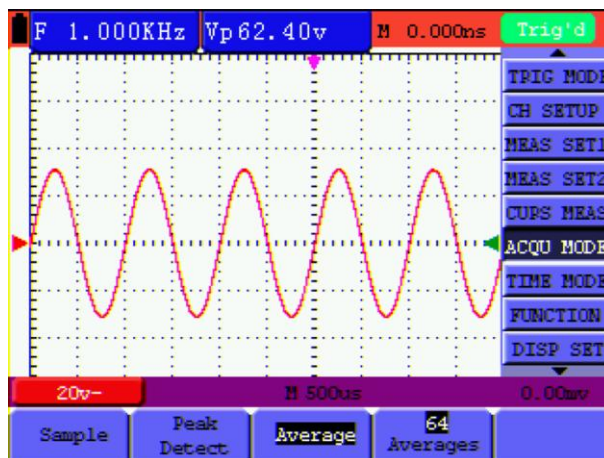 F 1.000KHz Vp62.40v M 0.000ns Trig'd
TRIG MODE
CH SETUP
MEAS SET1
MEAS SET2
CURS MEAS
ACQU MODE
TIME MODE
FUNCTION
DISP SET
20v- M 500us 0.00mv
Sample
Peak Detect
Average
64 Averages